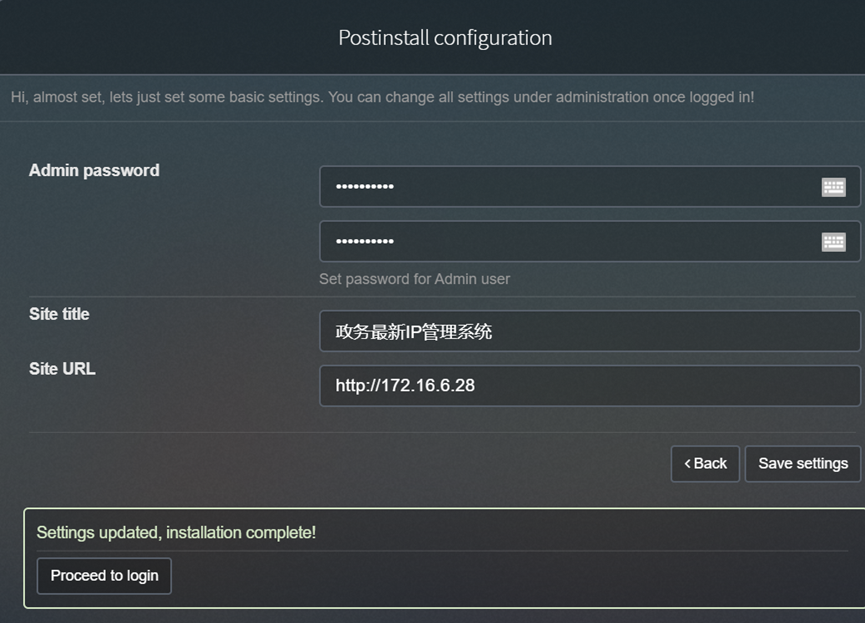 Postinstall configuration
Hi, almost set, lets just set some basic settings. You can change all settings under administration once logged in!
Admin password
••••••••••
••••••••••
Set password for Admin user
Site title
政务最新IP管理系统
Site URL
http://172.16.6.28
‹ Back
Save settings
Settings updated, installation complete!
Proceed to login